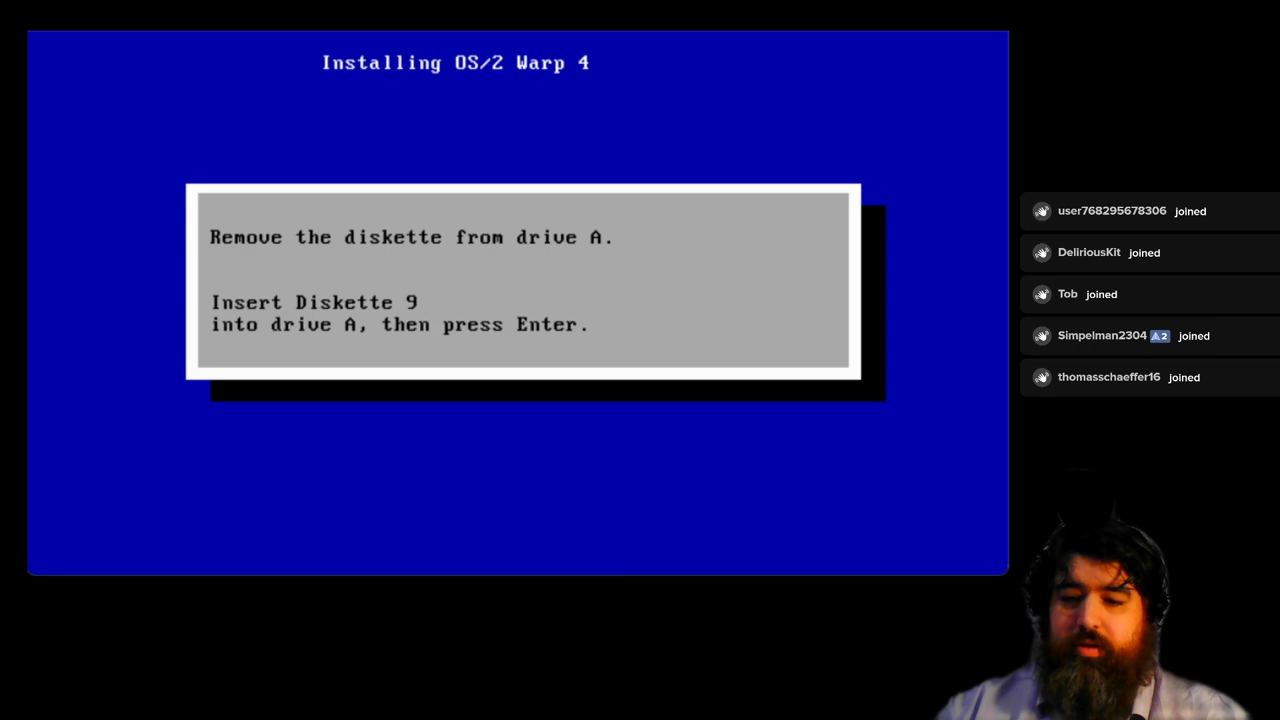 Installing OS/2 Warp 4
Remove the diskette from drive A.
Insert Diskette 9
into drive A, then press Enter.
user768295678306 joined
DeliriousKit joined
Tob joined
Simpelman2304 2 joined
thomasschaeffer16 joined